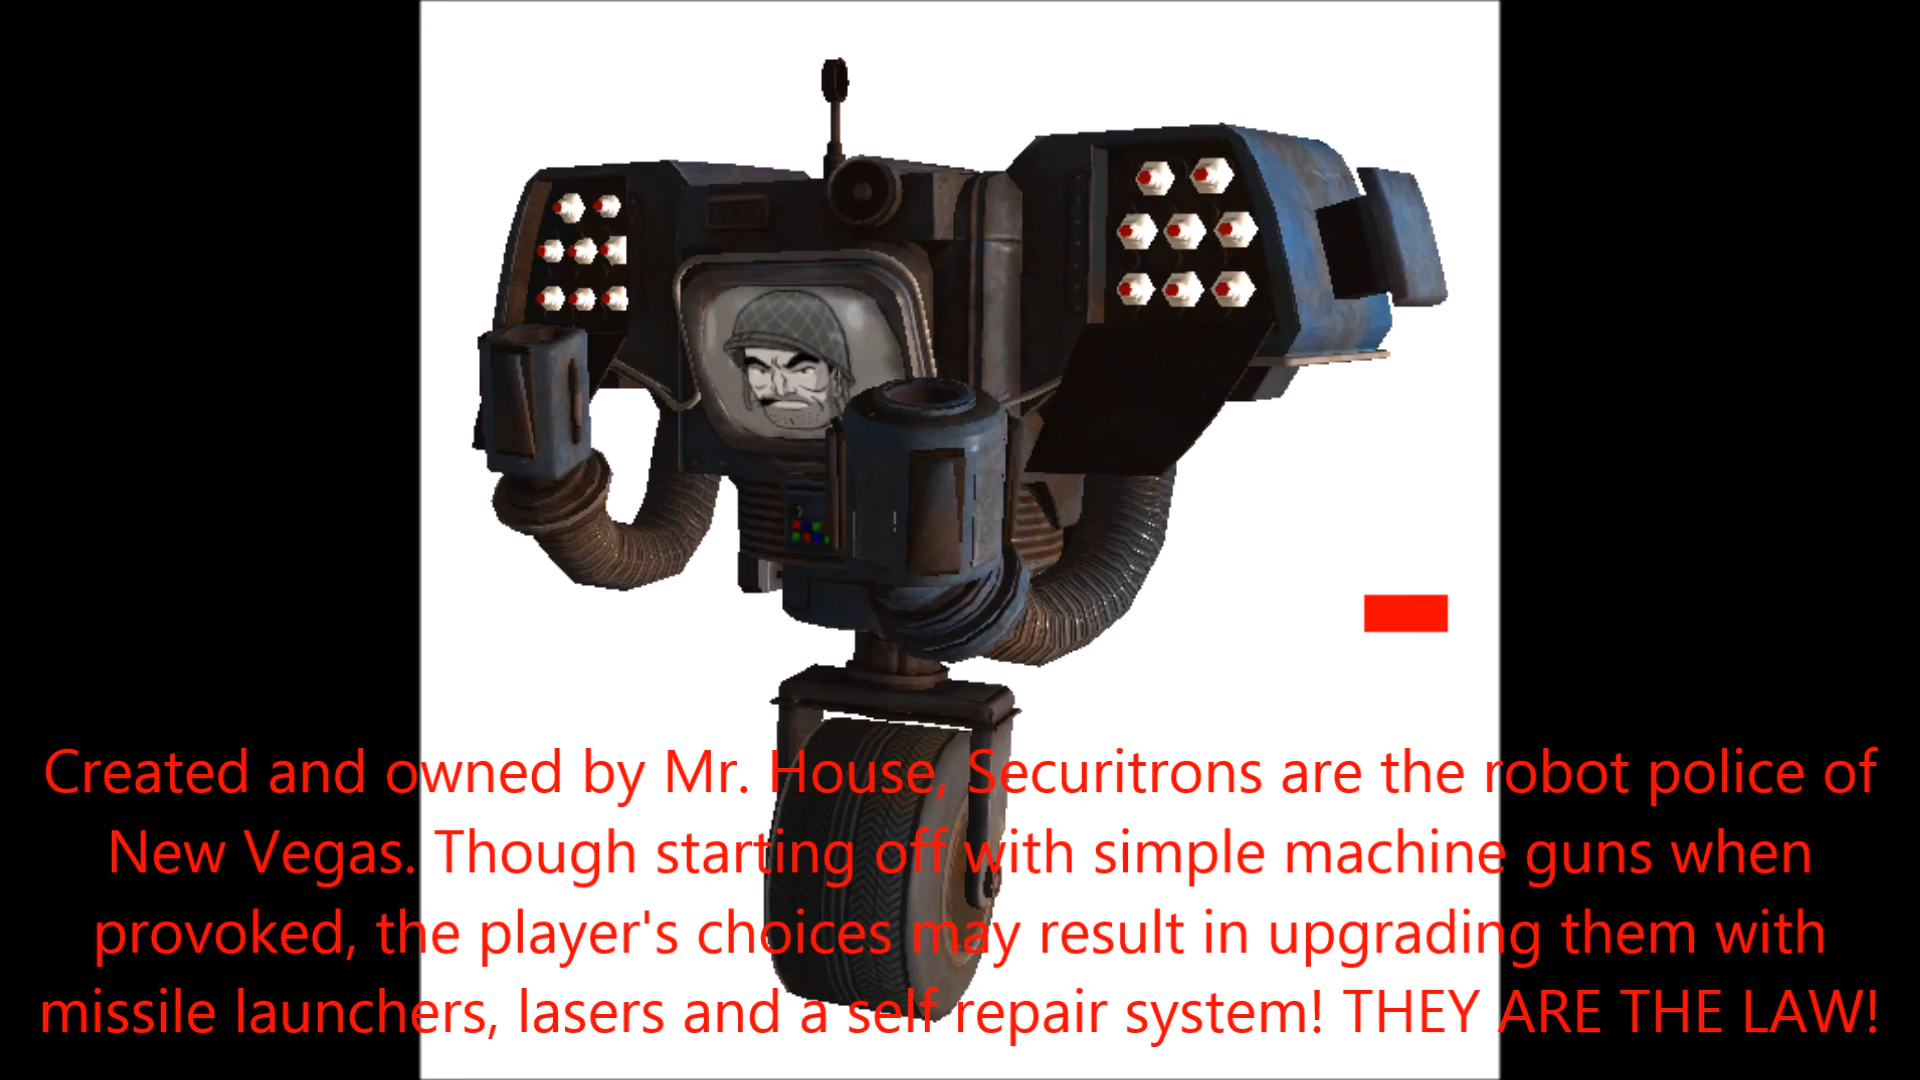 Created and owned by Mr. House, Securitrons are the robot police of
New Vegas. Though starting off with simple machine guns when
provoked, the player's choices may result in upgrading them with
missile launchers, lasers and a self repair system! THEY ARE THE LAW!